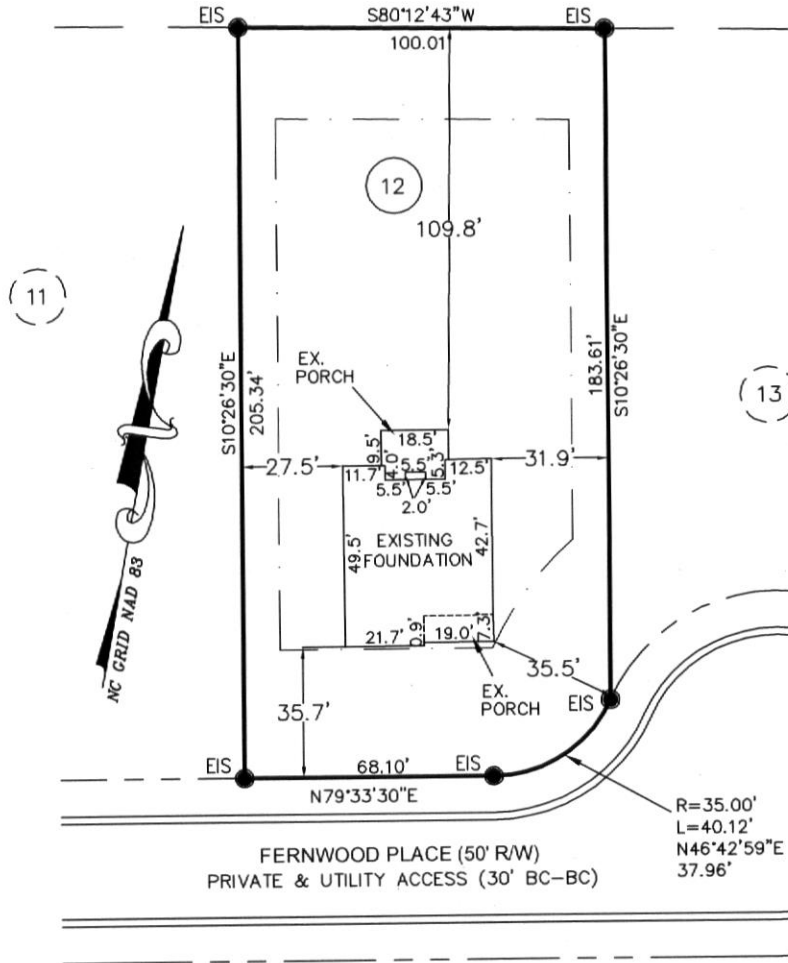 EIS
S80°12'43"W
EIS
100.01
12
109.8'
11
13
S10°26'30"E
205.34'
183.61'
S10°26'30"E
EX.
PORCH
18.5'
9.5'
4.0'
5.5'
5.3'
27.5'
11.7'
12.5'
31.9'
5.5'
5.5'
2.0'
EXISTING
FOUNDATION
49.5'
42.7'
NC GRID NAD 83
21.7'
0.9'
19.0'
7.3'
35.5'
EX.
PORCH
EIS
35.7'
EIS
68.10'
EIS
N79°33'30"E
R=35.00'
L=40.12'
N46°42'59"E
37.96'
FERNWOOD PLACE (50' R/W)
PRIVATE & UTILITY ACCESS (30' BC-BC)